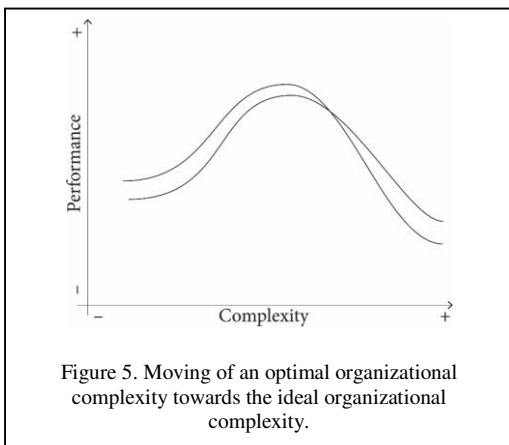 +
Performance
–
–
Complexity
+
Figure 5. Moving of an optimal organizational
complexity towards the ideal organizational
complexity.